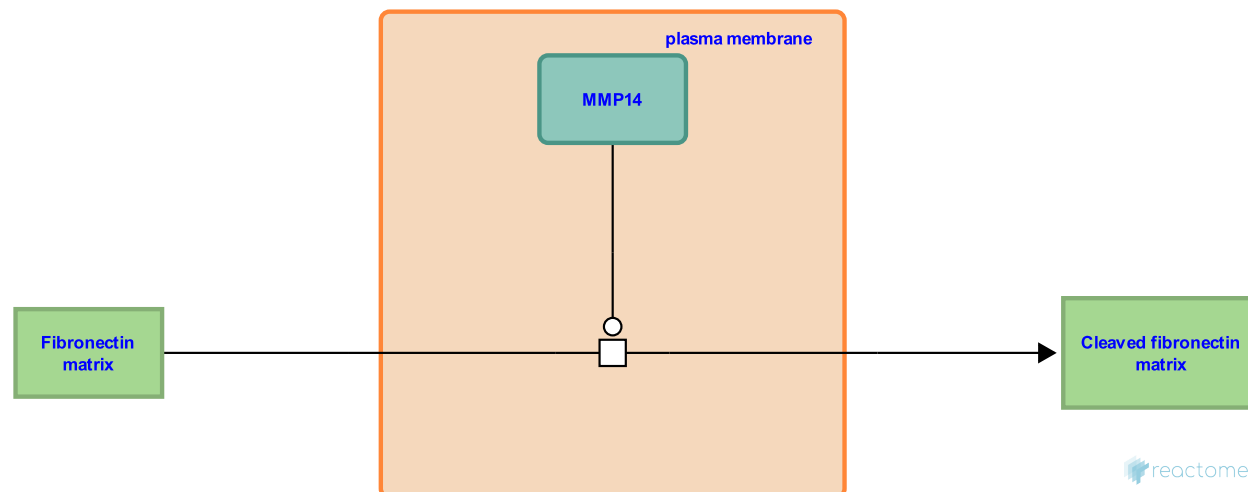 plasma membrane
MMP14
Fibronectin
matrix
Cleaved fibronectin
matrix
reactome